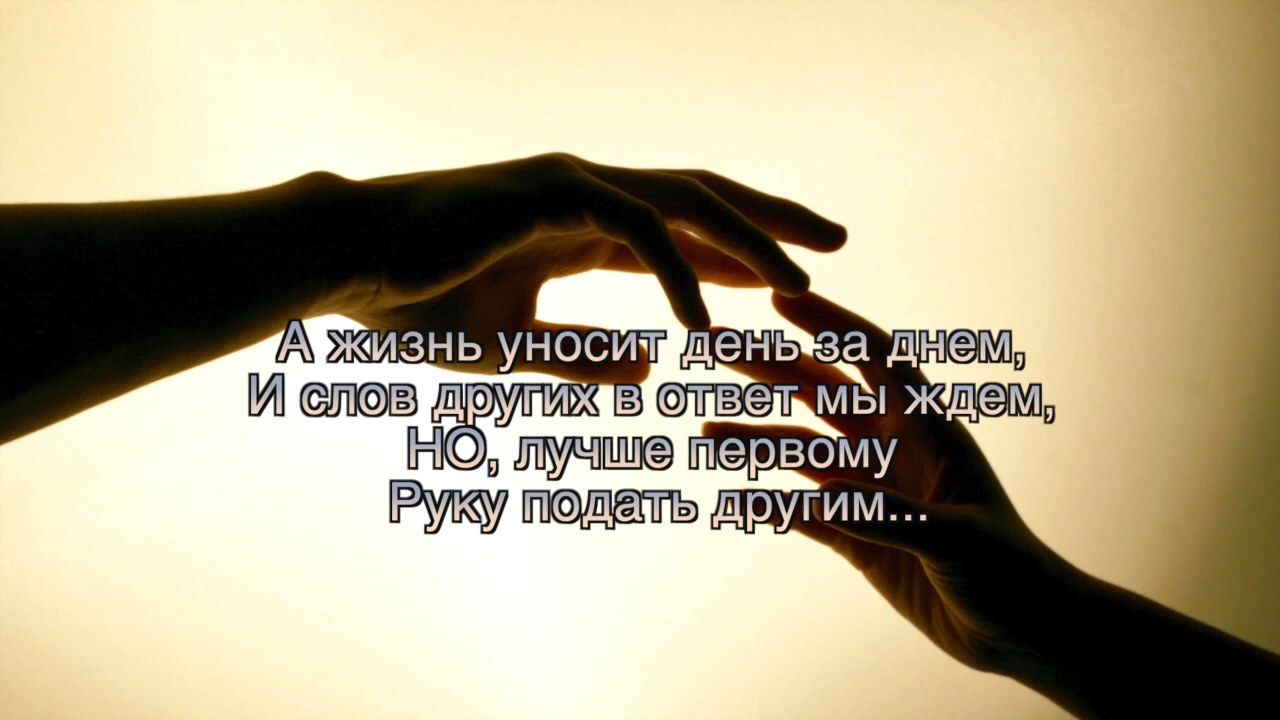 А жизнь уносит день за днем,
И слов других в ответ мы ждем,
НО, лучше первому
Руку подать другим...